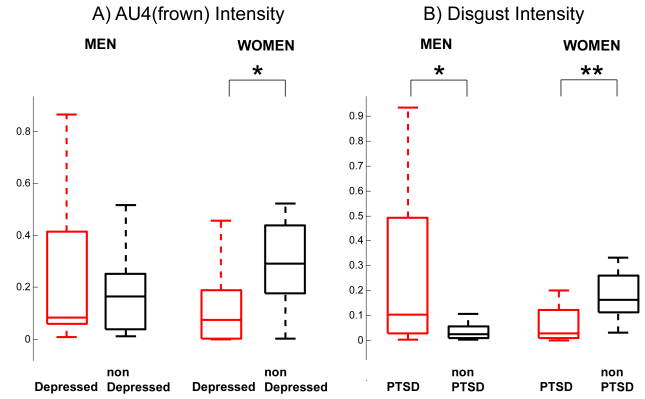 A) AU4(frown) Intensity
B) Disgust Intensity
MEN
WOMEN
MEN
WOMEN
*
*
**
0.8
0.6
0.4
0.2
0
0.9
0.8
0.7
0.6
0.5
0.4
0.3
0.2
0.1
0
Depressed
non
Depressed
Depressed
non
Depressed
PTSD
non
PTSD
PTSD
non
PTSD